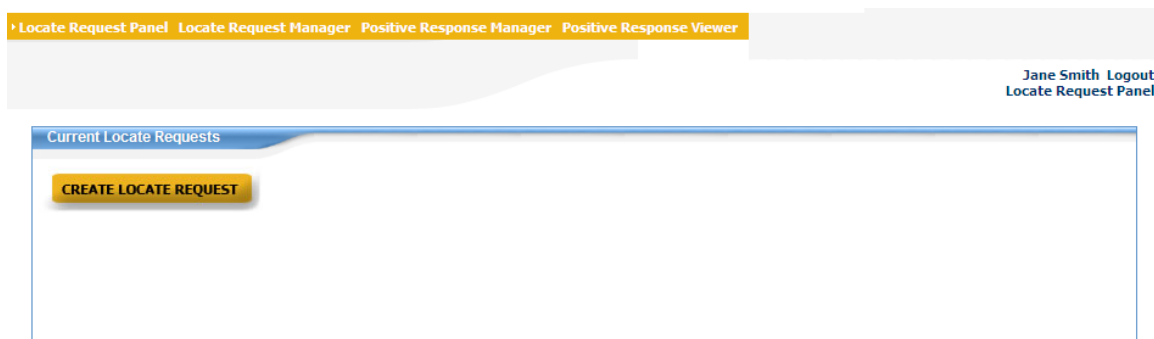 Locate Request Panel Locate Request Manager Positive Response Manager Positive Response Viewer
Jane Smith Logout
Locate Request Panel
Current Locate Requests
CREATE LOCATE REQUEST